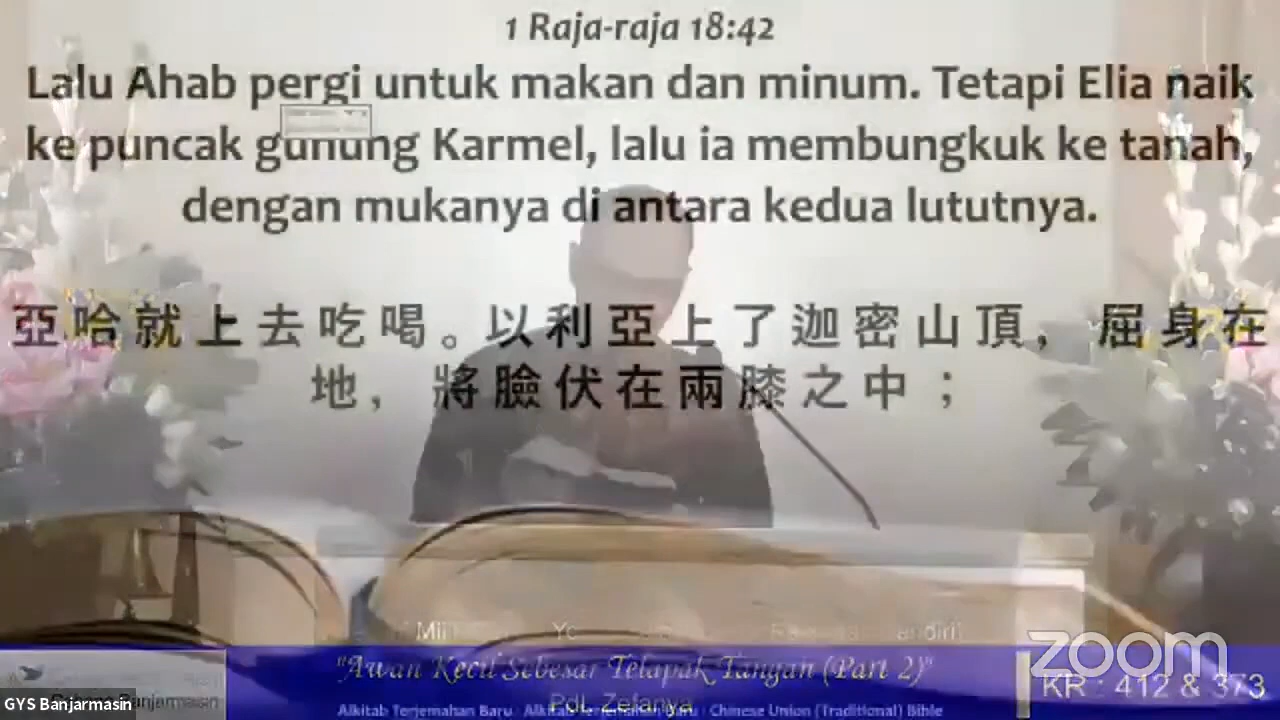 1 Raja-raja 18:42
Lalu Ahab pergi untuk makan dan minum. Tetapi Elia naik
ke puncak gunung Karmel, lalu ia membungkuk ke tanah,
dengan mukanya di antara kedua lututnya.
亞哈就上去吃喝。以利亞上了迦密山頂，屈身在
地，將臉伏在兩膝之中；
zoom
"Awan Kecil Sebesar Telapak Tangan (Part 2)"
KR : 412 & 373
GYS Banjarmasin
Pdt. Zefanya
Alkitab Terjemahan Baru Chinese Union (Traditional) Bible